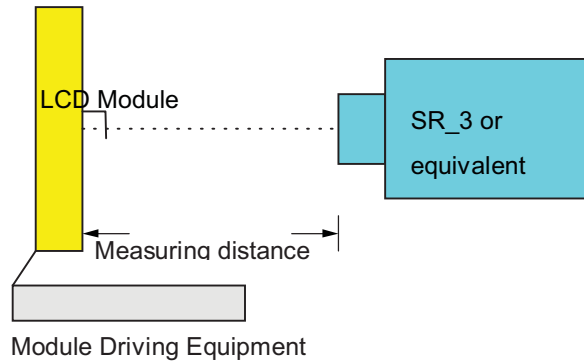 LCD Module
SR_3 or
equivalent
Measuring distance
Module Driving Equipment